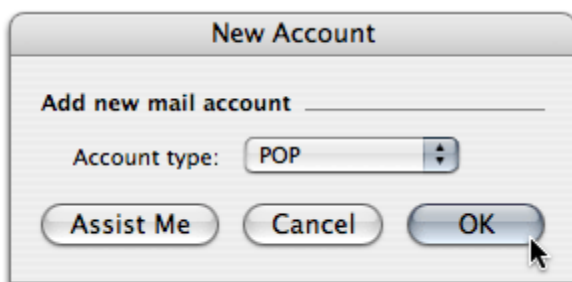 New Account
Add new mail account
Account type: POP
Assist Me Cancel OK